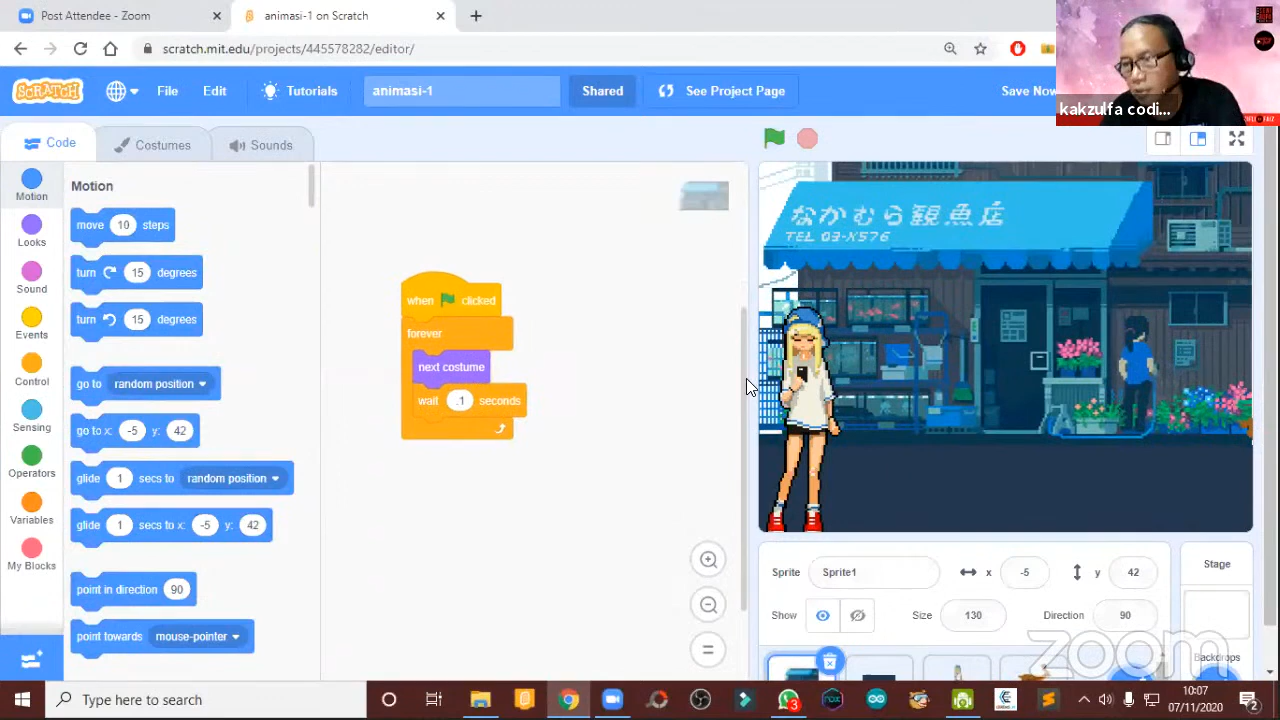 Post Attendee - Zoom
animasi-1 on Scratch
scratch.mit.edu/projects/445578282/editor/
kakzulfa codi...
SCRATCH
File
Edit
Tutorials
animasi-1
Shared
See Project Page
Save Now
Code
Costumes
Sounds
Motion
Looks
Sound
Events
Control
Sensing
Operators
Variables
My Blocks
Motion
move 10 steps
turn 15 degrees
turn 15 degrees
go to random position
go to x: -5 y: 42
glide 1 secs to random position
glide 1 secs to x: -5 y: 42
point in direction 90
point towards mouse-pointer
when clicked
forever
next costume
wait .1 seconds
なかむら観魚店
TEL 03-X576
Sprite Sprite1 x -5 y 42
Show Size 130 Direction 90
Stage
Backdrops
zoom
Type here to search
3
10:07
07/11/2020
2